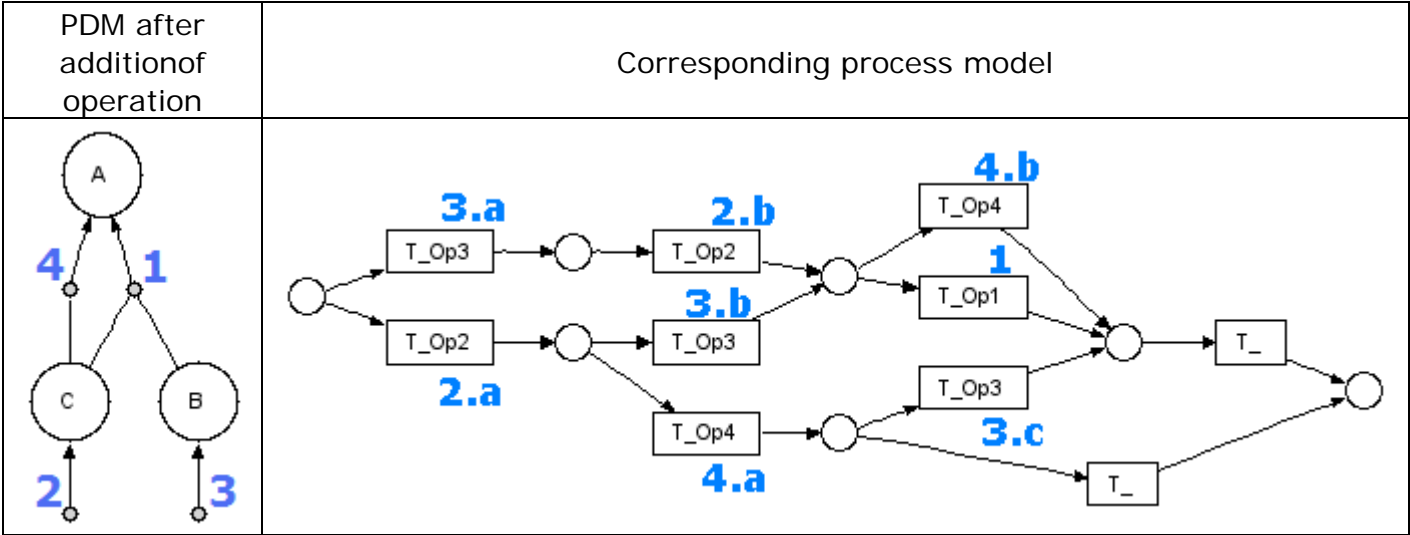 PDM after
additionof
operation
Corresponding process model
A
4
1
C
B
2
3
4.b
3.a
2.b
T_Op4
T_Op3
T_Op2
1
T_Op1
3.b
T_Op2
T_Op3
T_
2.a
T_Op3
T_Op4
3.c
4.a
T_